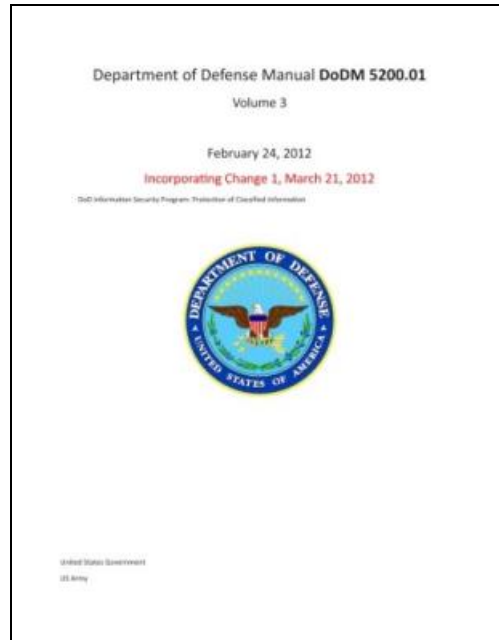 Department of Defense Manual DoDM 5200.01
Volume 3
February 24, 2012
Incorporating Change 1, March 21, 2012
DoD Information Security Program: Protection of Classified Information
DEPARTMENT OF DEFENSE
UNITED STATES OF AMERICA
United States Government
US Army